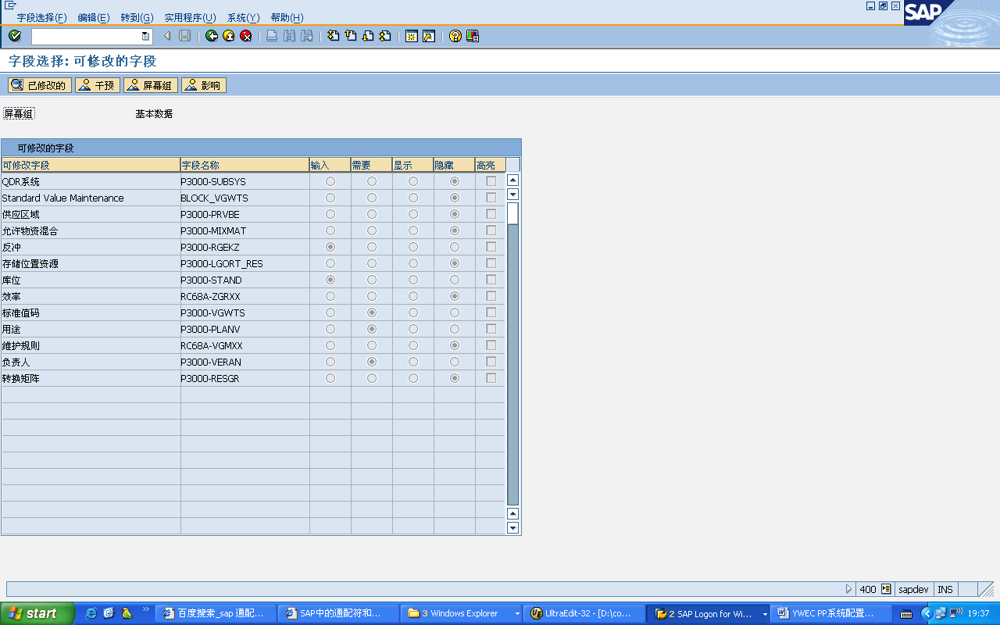 字段选择(F) 编辑(E) 转到(G) 实用程序(U) 系统(Y) 帮助(H)
SAP
字段选择: 可修改的字段
已修改的 干预 屏幕组 影响
屏幕组 基本数据
可修改的字段
可修改字段 字段名称 输入 需要 显示 隐藏 高亮
QDR系统 P3000-SUBSYS
Standard Value Maintenance BLOCK_VGWTS
供应区域 P3000-PRVBE
允许物资混合 P3000-MIXMAT
反冲 P3000-RGEKZ
存储位置资源 P3000-LGORT_RES
库位 P3000-STAND
效率 RC68A-ZGRXX
标准值码 P3000-VGWTS
用途 P3000-PLANV
维护规则 RC68A-VGMXX
负责人 P3000-VERAN
转换矩阵 P3000-RESGR
400 sapdev INS
start 百度搜索_sap 通配... SAP中的通配符和... 3 Windows Explorer UltraEdit-32 - [D:\co... 2 SAP Logon for Wi... YWEC PP系统配置... 19:37